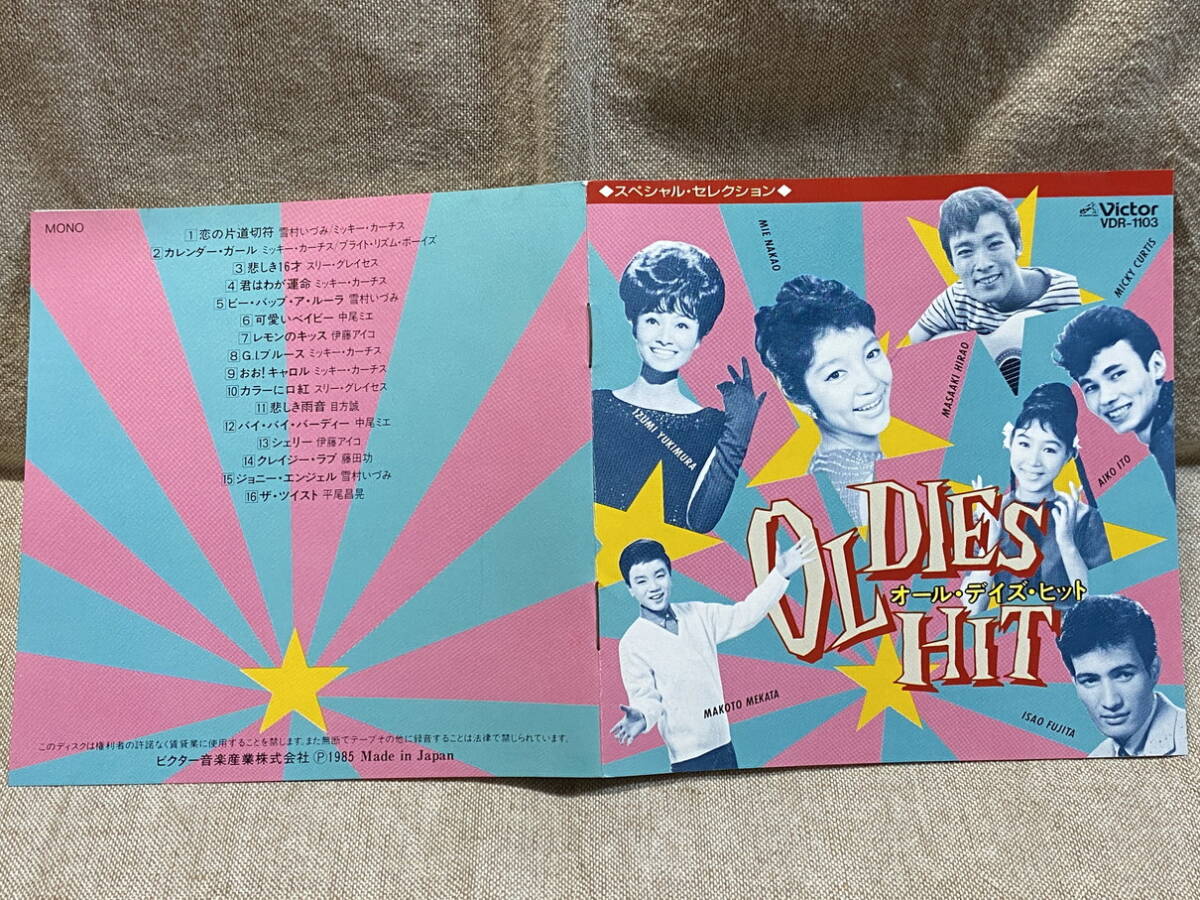 MONO
1 恋の片道切符 雪村いづみ/ミッキー・カーチス
2 カレンダー・ガール ミッキー・カーチス/ブライト・リズム・ボーイズ
3 悲しき16才 スリー・グレイセス
4 君はわが運命 ミッキー・カーチス
5 ビー・バップ・ア・ルーラ 雪村いづみ
6 可愛いベイビー 中尾ミエ
7 レモンのキッス 伊藤アイコ
8 G.I.ブルース ミッキー・カーチス
9 おお!キャロル ミッキー・カーチス
10 カラーに口紅 スリー・グレイセス
11 悲しき雨音 目方誠
12 バイ・バイ・バーディー 中尾ミエ
13 シェリー 伊藤アイコ
14 クレイジー・ラブ 藤田功
15 ジョニー・エンジェル 雪村いづみ
16 ザ・ツイスト 平尾昌晃
このディスクは権利者の許諾なく賃貸業に使用することを禁じます。また無断でテープその他に録音することは法律で禁じられています。
ビクター音楽産業株式会社 Ⓟ1985 Made in Japan
◆スペシャル・セレクション◆
Victor
VDR-1103
MIE NAKAO
MICKY CURTIS
MASAAKI HIRAO
IZUMI YUKIMURA
AIKO ITO
OLDIES
オール・デイズ・ヒット
HIT
MAKOTO MEKATA
ISAO FUJITA